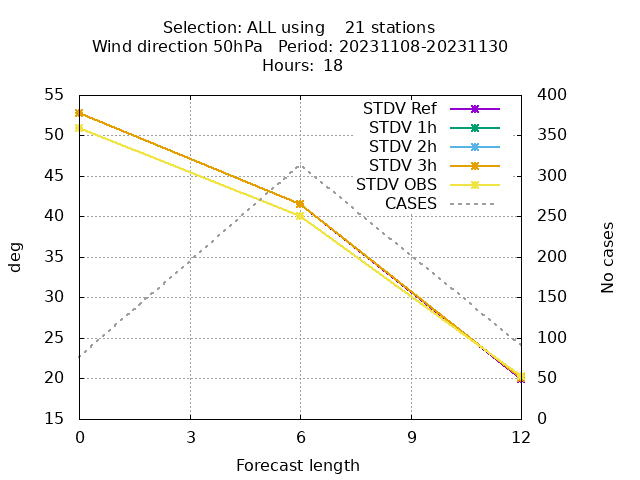 Selection: ALL using    21 stations
Wind direction 50hPa   Period: 20231108-20231130
Hours: 18
55 400
STDV Ref
STDV 1h
50 350
STDV 2h
STDV 3h
45 300
STDV OBS
CASES
40 250
35 200
deg
No cases
30 150
25 100
20 50
15 0
0 3 6 9 12
Forecast length